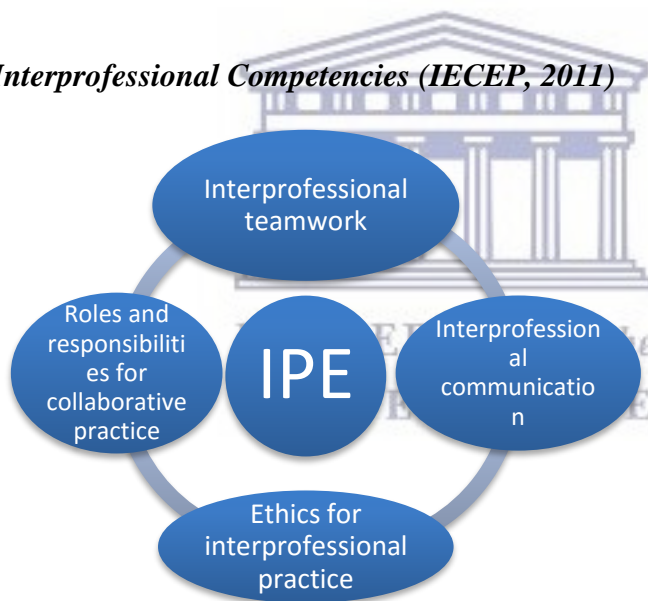 Interprofessional Competencies (IECEP, 2011)
Interprofessional
teamwork
Roles and
responsibiliti
es for
collaborative
practice
IPE
Interprofession
al
communicatio
n
Ethics for
interprofessional
practice